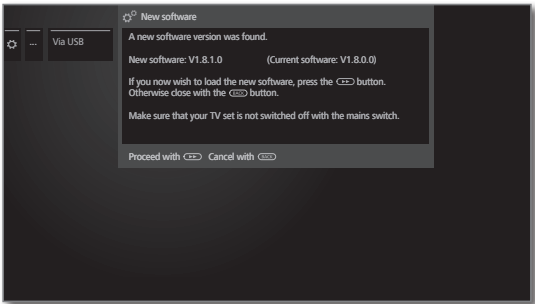 New software
... Via USB
A new software version was found.
New software: V1.8.1.0 (Current software: V1.8.0.0)
If you now wish to load the new software, press the ▶▶ button.
Otherwise close with the BACK button.
Make sure that your TV set is not switched off with the mains switch.
Proceed with ▶▶ Cancel with BACK